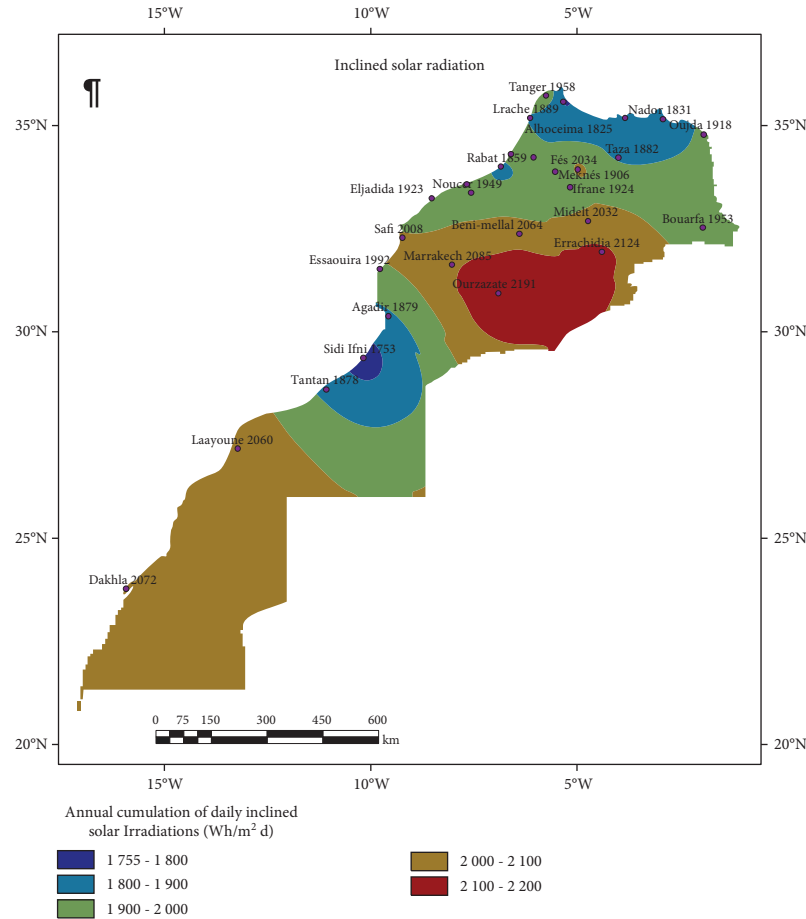 15°W 10°W 5°W
Inclined solar radiation
¶
Tanger 1958
Lrache 1889
Nador 1831
35°N
35°N
Alhoceima 1825
Oujda 1918
Rabat 1859
Fés 2034
Taza 1882
Meknés 1906
Eljadida 1923
Noucer 1949
Ifrane 1924
Midelt 2032
Safi 2008
Beni-mellal 2064
Bouarfa 1953
Essaouira 1992
Marrakech 2085
Errachidia 2124
Ourzazate 2191
Agadir 1879
30°N
30°N
Sidi Ifni 1753
Tantan 1878
Laayoune 2060
25°N
25°N
Dakhla 2072
0 75 150 300 450 600
km
20°N
20°N
15°W 10°W 5°W
Annual cumulation of daily inclined
solar Irradiations (Wh/m² d)
1 755 - 1 800
1 800 - 1 900
1 900 - 2 000
2 000 - 2 100
2 100 - 2 200